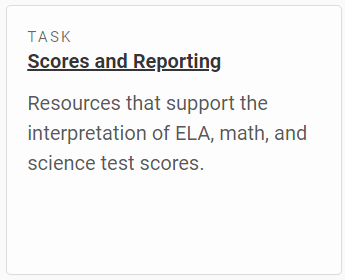 TASK
Scores and Reporting
Resources that support the
interpretation of ELA, math, and
science test scores.